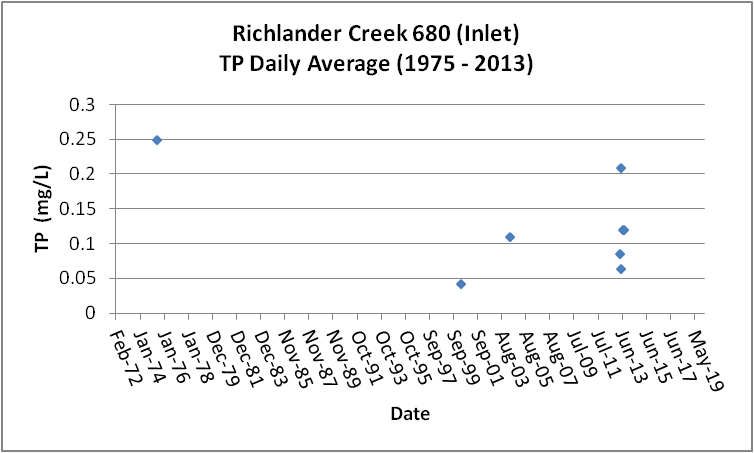 Richlander Creek 680 (Inlet)
TP Daily Average (1975 - 2013)
0.3
0.25
0.2
0.15
0.1
0.05
0
TP (mg/L)
Feb-72
Jan-74
Jan-76
Jan-78
Dec-79
Dec-81
Dec-83
Nov-85
Nov-87
Nov-89
Oct-91
Oct-93
Oct-95
Sep-97
Sep-99
Sep-01
Aug-03
Aug-05
Aug-07
Jul-09
Jul-11
Jun-13
Jun-15
Jun-17
May-19
Date